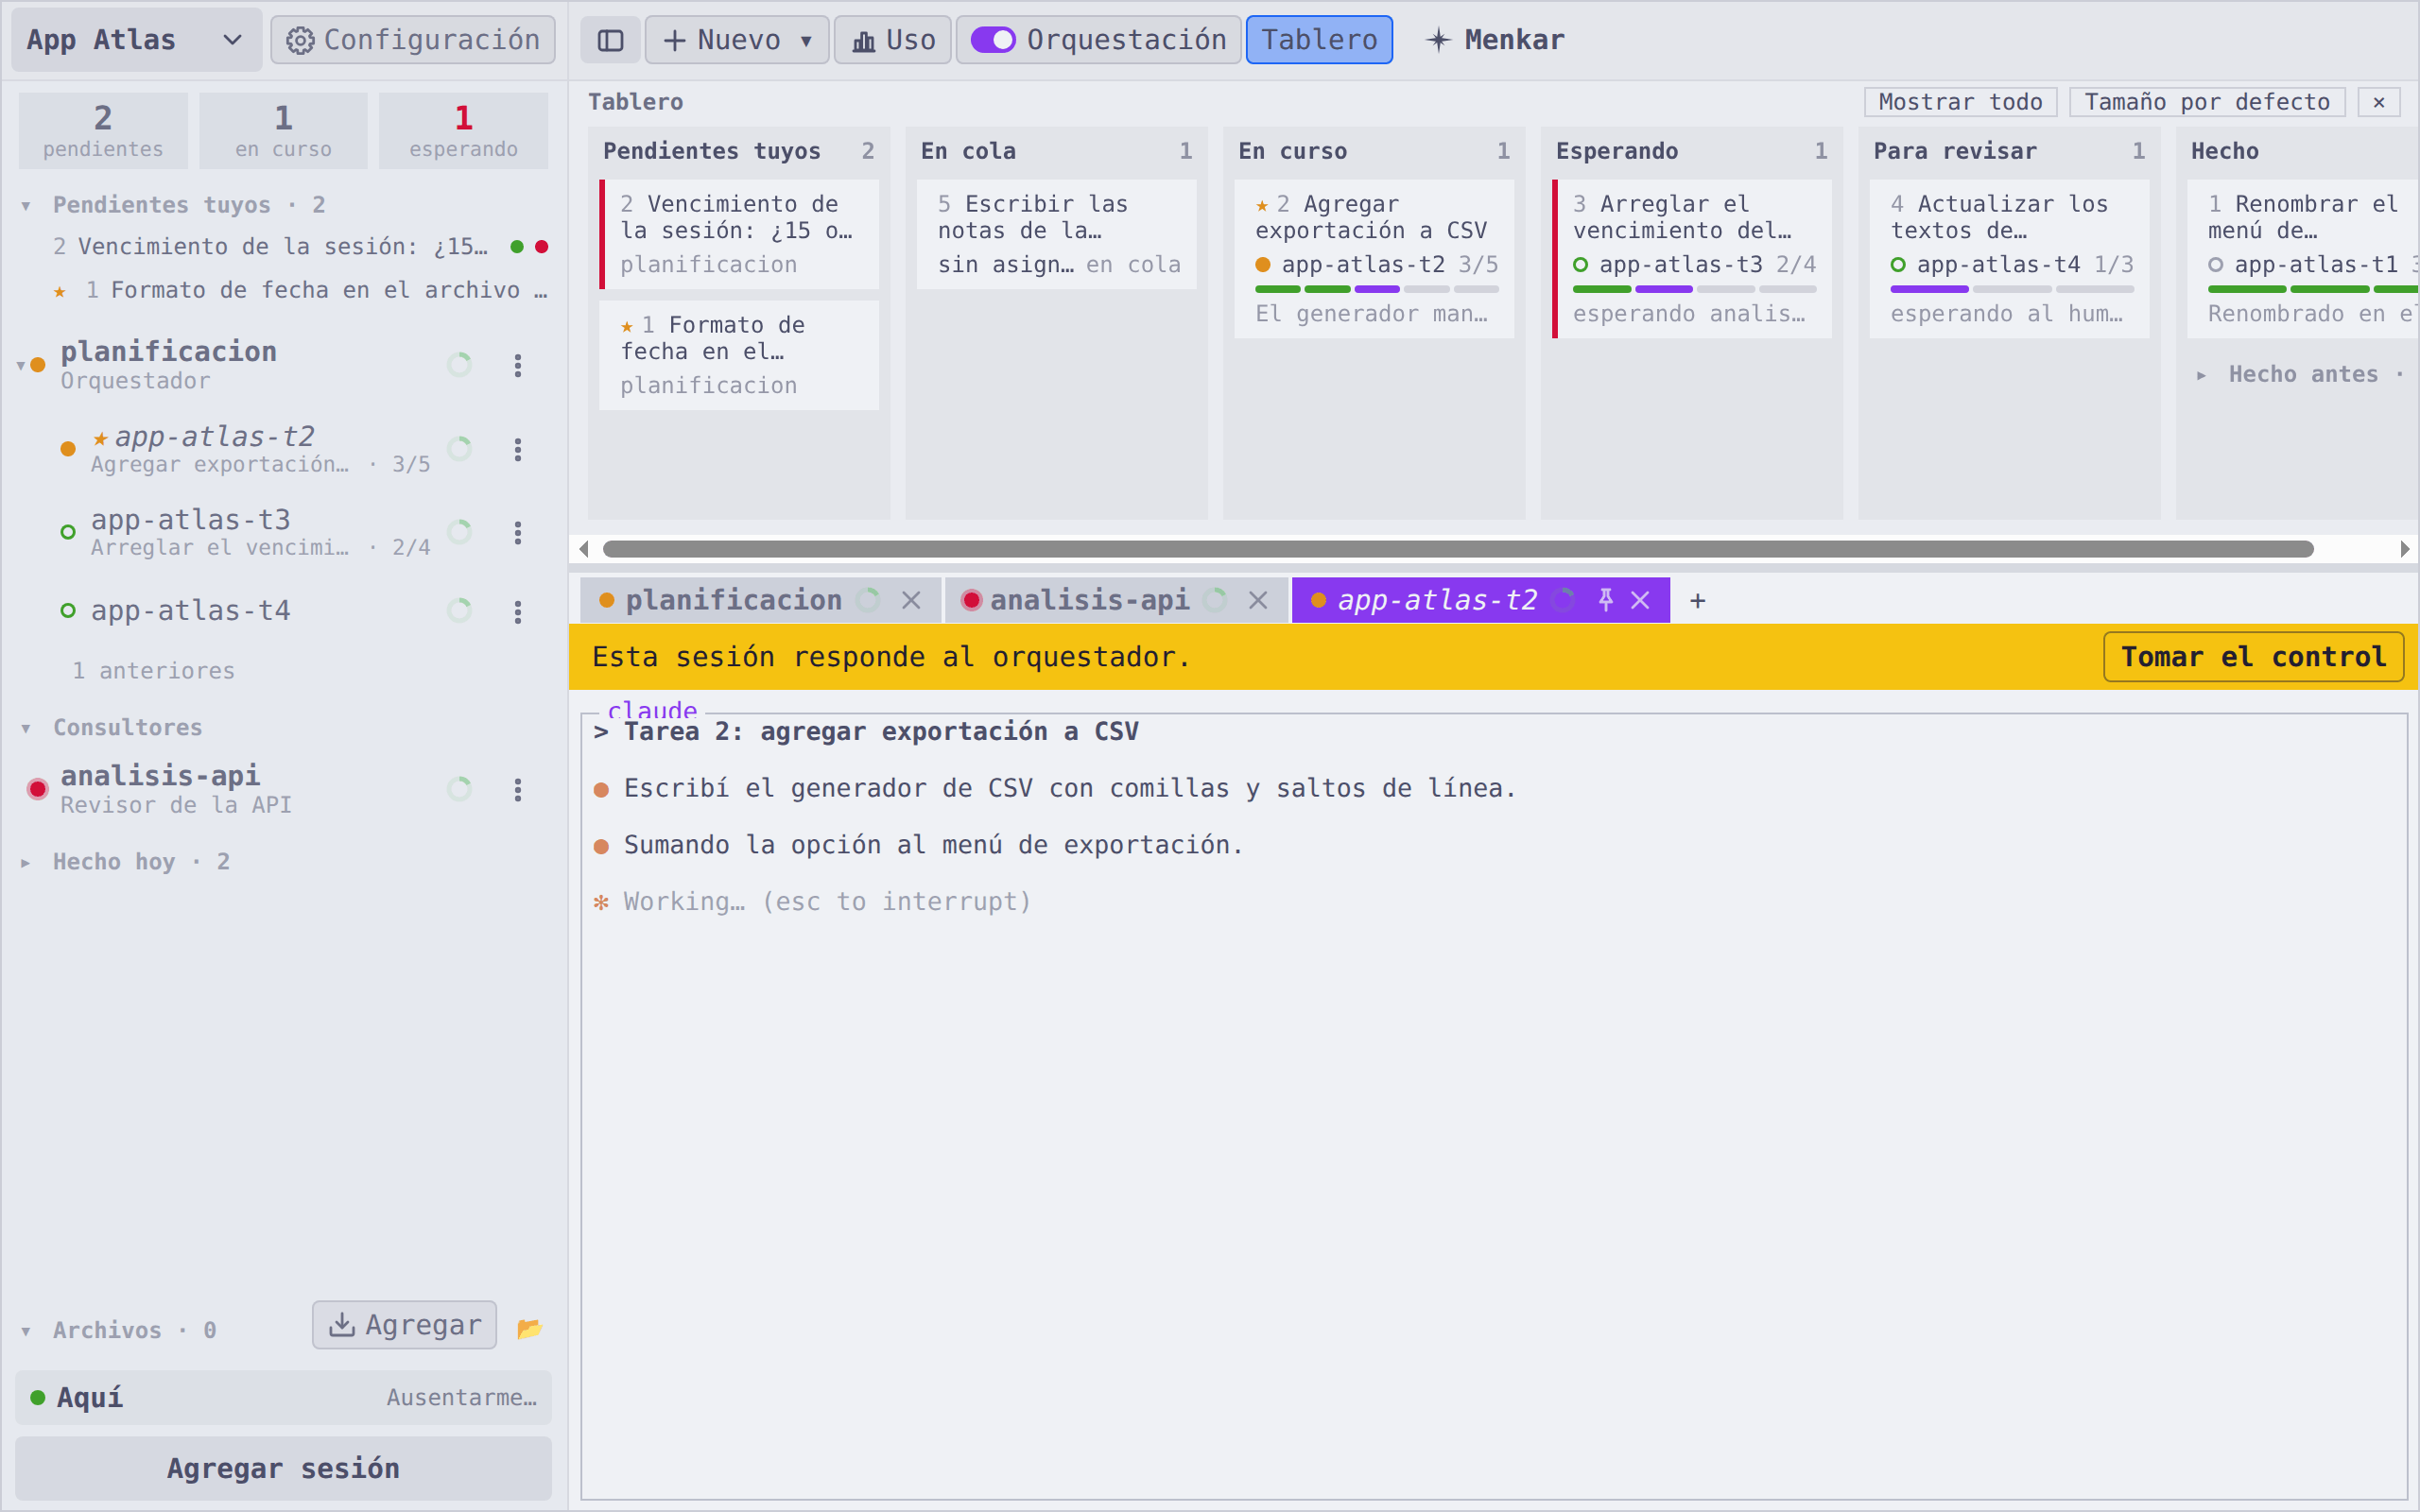 App Atlas
Configuración
Nuevo ▾
Uso
Orquestación
Tablero
Menkar
2
pendientes
1
en curso
1
esperando
▾ Pendientes tuyos · 2
2 Vencimiento de la sesión: ¿15…
★ 1 Formato de fecha en el archivo …
▾ planificacion
Orquestador
★ app-atlas-t2
Agregar exportación… · 3/5
app-atlas-t3
Arreglar el vencimi… · 2/4
app-atlas-t4
1 anteriores
▾ Consultores
analisis-api
Revisor de la API
▸ Hecho hoy · 2
▾ Archivos · 0
Agregar
Aquí
Ausentarme…
Agregar sesión
Tablero
Mostrar todo
Tamaño por defecto
×
Pendientes tuyos 2
2 Vencimiento de
la sesión: ¿15 o…
planificacion
★ 1 Formato de
fecha en el…
planificacion
En cola 1
5 Escribir las
notas de la…
sin asign… en cola
En curso 1
★ 2 Agregar
exportación a CSV
app-atlas-t2 3/5
El generador man…
Esperando 1
3 Arreglar el
vencimiento del…
app-atlas-t3 2/4
esperando analis…
Para revisar 1
4 Actualizar los
textos de…
app-atlas-t4 1/3
esperando al hum…
Hecho
1 Renombrar el
menú de…
app-atlas-t1
Renombrado en el
▸ Hecho antes ·
planificacion
analisis-api
app-atlas-t2
+
Esta sesión responde al orquestador.
Tomar el control
claude
> Tarea 2: agregar exportación a CSV
● Escribí el generador de CSV con comillas y saltos de línea.
● Sumando la opción al menú de exportación.
✻ Working… (esc to interrupt)